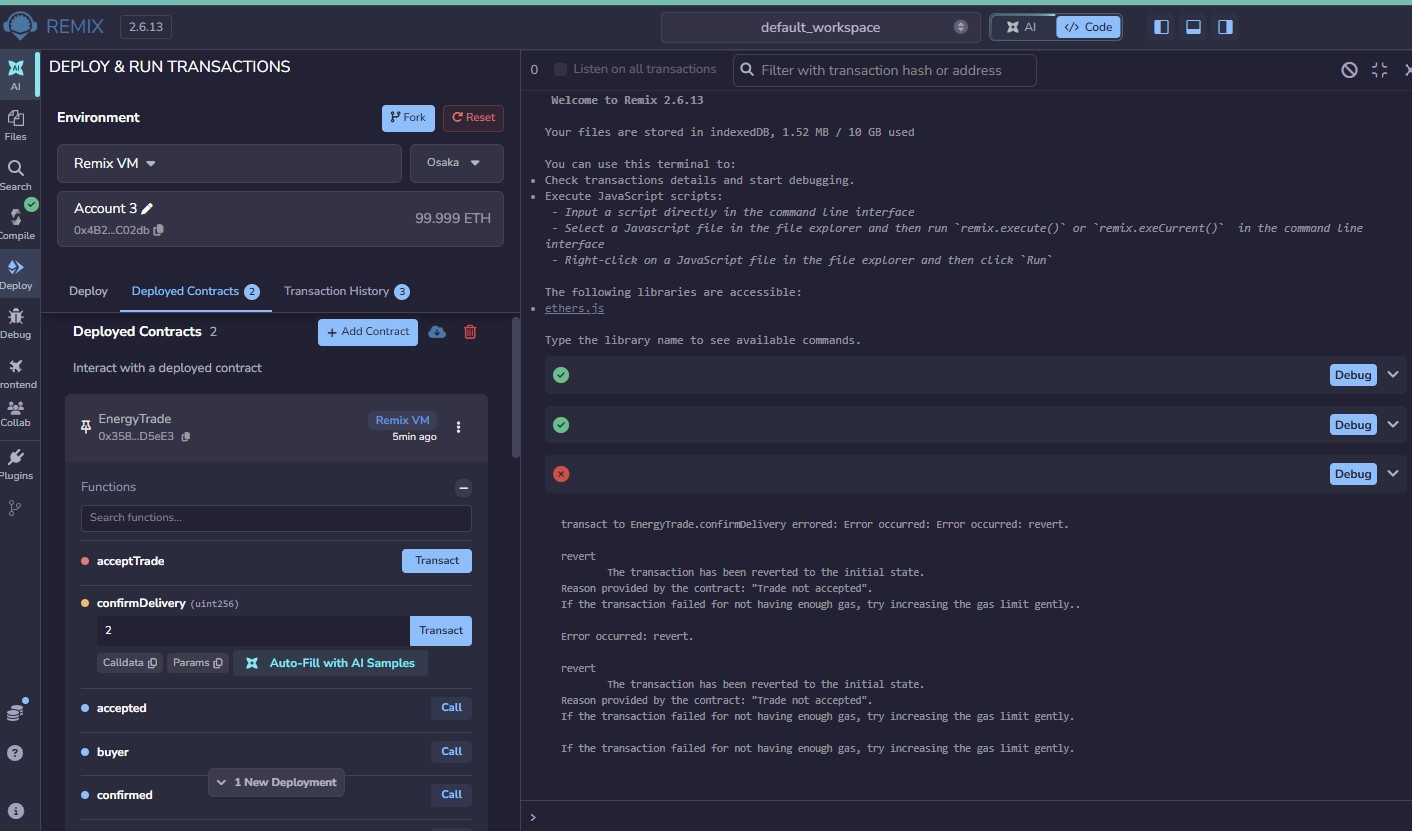 REMIX
2.6.13
default_workspace
AI
Code
AI
Files
Search
Compile
Deploy
Debug
rontend
Collab
Plugins
DEPLOY & RUN TRANSACTIONS
Environment
Fork
Reset
Remix VM
Osaka
Account 3
0x4B2...C02db
99.999 ETH
Deploy
Deployed Contracts 2
Transaction History 3
Deployed Contracts 2
+ Add Contract
Interact with a deployed contract
EnergyTrade
0x358...D5eE3
Remix VM
5min ago
Functions
Search functions...
acceptTrade
Transact
confirmDelivery (uint256)
2
Transact
Calldata
Params
Auto-Fill with AI Samples
accepted
Call
buyer
Call
1 New Deployment
confirmed
Call
0
Listen on all transactions
Filter with transaction hash or address
Welcome to Remix 2.6.13
Your files are stored in indexedDB, 1.52 MB / 10 GB used
You can use this terminal to:
• Check transactions details and start debugging.
• Execute JavaScript scripts:
- Input a script directly in the command line interface
- Select a Javascript file in the file explorer and then run `remix.execute()` or `remix.exeCurrent()` in the command line
interface
- Right-click on a JavaScript file in the file explorer and then click `Run`
The following libraries are accessible:
• ethers.js
Type the library name to see available commands.
Debug
Debug
Debug
transact to EnergyTrade.confirmDelivery errored: Error occurred: Error occurred: revert.
revert
The transaction has been reverted to the initial state.
Reason provided by the contract: "Trade not accepted".
If the transaction failed for not having enough gas, try increasing the gas limit gently..
Error occurred: revert.
revert
The transaction has been reverted to the initial state.
Reason provided by the contract: "Trade not accepted".
If the transaction failed for not having enough gas, try increasing the gas limit gently.
If the transaction failed for not having enough gas, try increasing the gas limit gently.
>